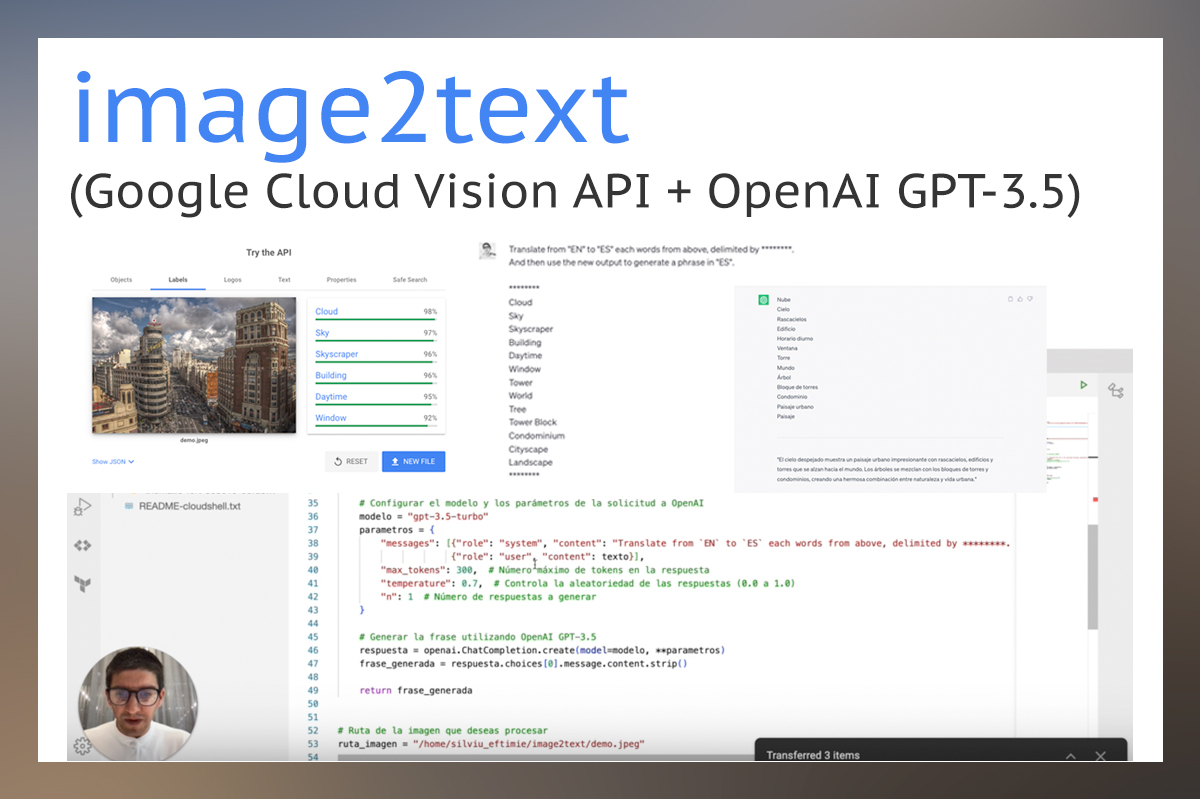 image2text
(Google Cloud Vision API + OpenAI GPT-3.5)
Try the API
Objects Labels Logos Text Properties Safe Search
Cloud 98%
Sky 97%
Skyscraper 96%
Building 96%
Daytime 95%
Window 92%
demo.jpeg
Show JSON
RESET NEW FILE
Translate from "EN" to "ES" each words from above, delimited by ********.
And then use the new output to generate a phrase in "ES".
********
Cloud
Sky
Skyscraper
Building
Daytime
Window
Tower
World
Tree
Tower Block
Condominium
Cityscape
Landscape
********
Nube
Cielo
Rascacielos
Edificio
Horario diurno
Ventana
Torre
Mundo
Árbol
Bloque de torres
Condominio
Paisaje urbano
Paisaje
"El cielo despejado muestra un paisaje urbano impresionante con rascacielos, edificios y
torres que se alzan hacia el mundo. Los árboles se mezclan con los bloques de torres y
condominios, creando una hermosa combinación entre naturaleza y vida urbana."
README-cloudshell.txt
35 # Configurar el modelo y los parámetros de la solicitud a OpenAI
36 modelo = "gpt-3.5-turbo"
37 parametros = {
38 "messages": [{"role": "system", "content": "Translate from `EN` to `ES` each words from above, delimited by ********.
39 {"role": "user", "content": texto}],
40 "max_tokens": 300, # Número máximo de tokens en la respuesta
41 "temperature": 0.7, # Controla la aleatoriedad de las respuestas (0.0 a 1.0)
42 "n": 1 # Número de respuestas a generar
43 }
44
45 # Generar la frase utilizando OpenAI GPT-3.5
46 respuesta = openai.ChatCompletion.create(model=modelo, **parametros)
47 frase_generada = respuesta.choices[0].message.content.strip()
48
49 return frase_generada
50
51
52 # Ruta de la imagen que deseas procesar
53 ruta_imagen = "/home/silviu_eftimie/image2text/demo.jpeg"
54
Transferred 3 items